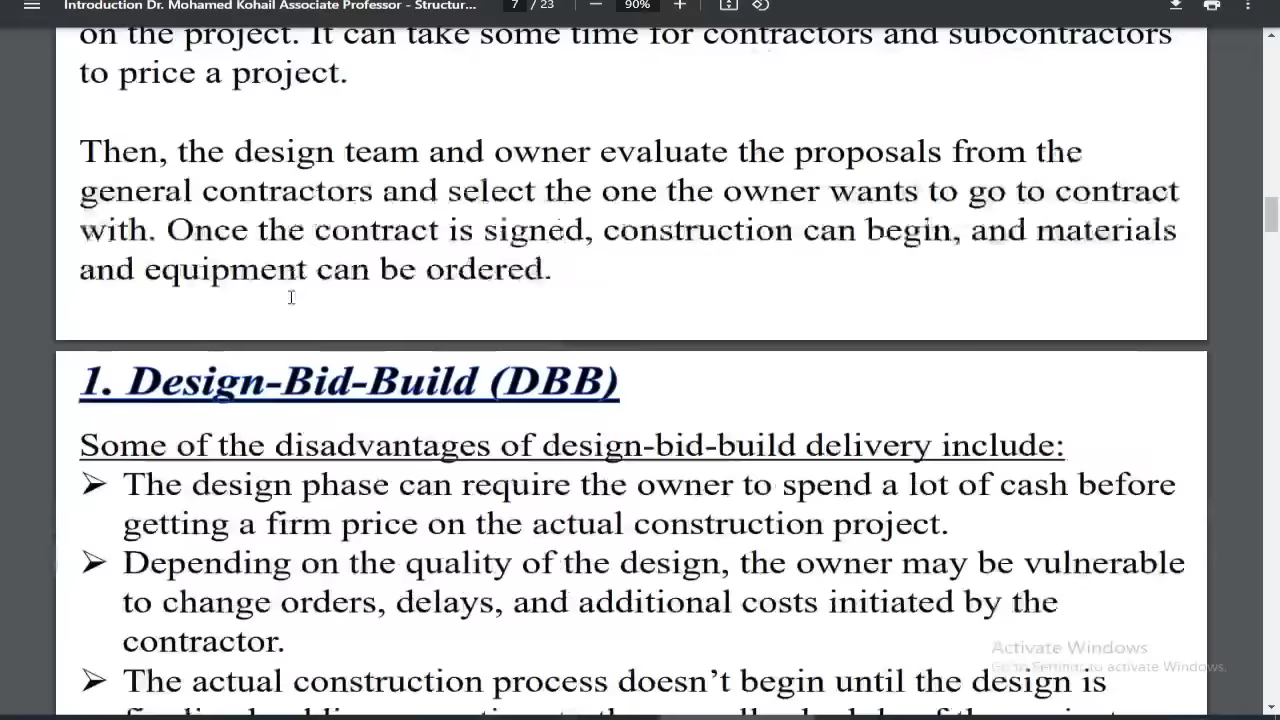 Introduction Dr. Mohamed Kohail Associate Professor - Structur... 7 / 23 90%
on the project. It can take some time for contractors and subcontractors
to price a project.
Then, the design team and owner evaluate the proposals from the
general contractors and select the one the owner wants to go to contract
with. Once the contract is signed, construction can begin, and materials
and equipment can be ordered.
1. Design-Bid-Build (DBB)
Some of the disadvantages of design-bid-build delivery include:
➢ The design phase can require the owner to spend a lot of cash before
getting a firm price on the actual construction project.
➢ Depending on the quality of the design, the owner may be vulnerable
to change orders, delays, and additional costs initiated by the
contractor.
➢ The actual construction process doesn’t begin until the design is
Activate Windows
Go to Settings to activate Windows.